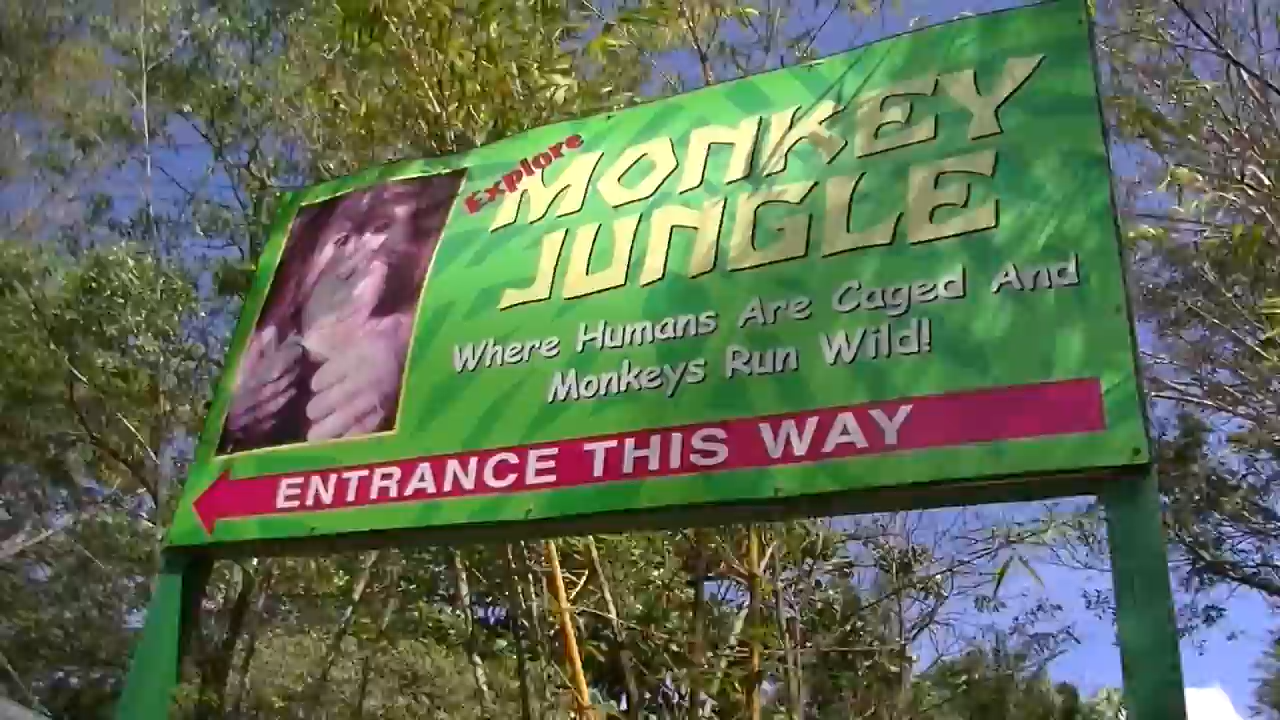 Explore
MONKEY
JUNGLE
Where Humans Are Caged And
Monkeys Run Wild!
ENTRANCE THIS WAY